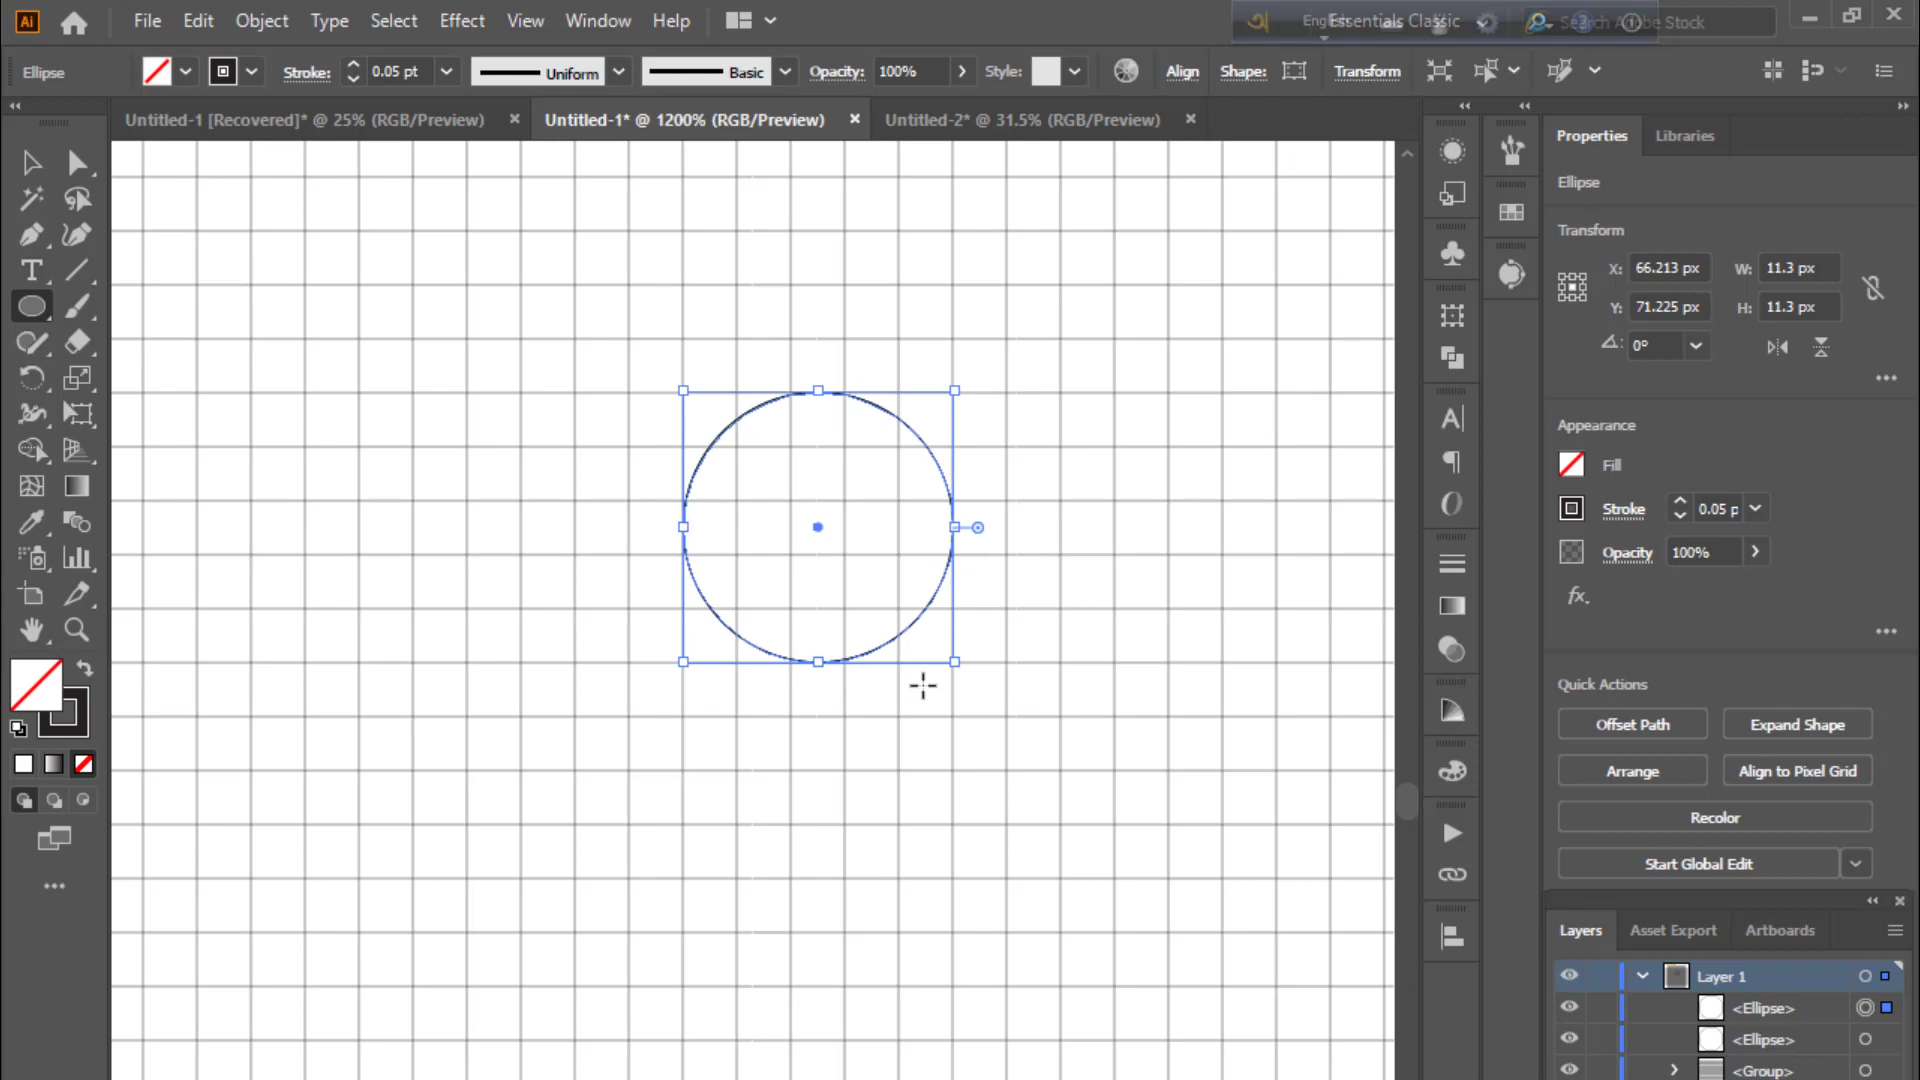 Ai File Edit Object Type Select Effect View Window Help
English Essentials Classic Search Adobe Stock
Ellipse Stroke: 0.05 pt Uniform Basic Opacity: 100% Style: Align Shape: Transform
Untitled-1 [Recovered]* @ 25% (RGB/Preview) × Untitled-1* @ 1200% (RGB/Preview) × Untitled-2* @ 31.5% (RGB/Preview) ×
Properties Libraries
Ellipse
Transform
X: 66.213 px W: 11.3 px
Y: 71.225 px H: 11.3 px
0°
Appearance
Fill
Stroke 0.05 p
Opacity 100%
fx.
Quick Actions
Offset Path Expand Shape
Arrange Align to Pixel Grid
Recolor
Start Global Edit
Layers Asset Export Artboards
Layer 1
<Ellipse>
<Ellipse>
<Group>